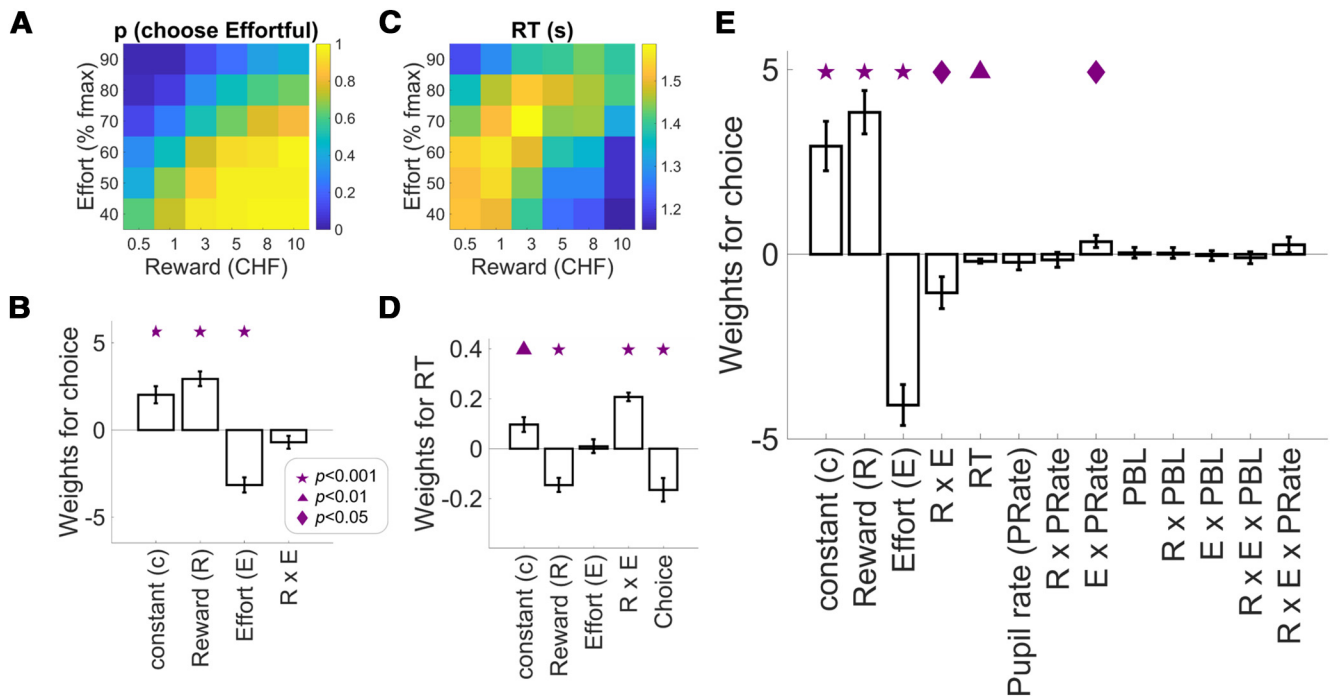 A
p (choose Effortful)
Effort (% fmax)
90
80
70
60
50
40
0.5 1 3 5 8 10
Reward (CHF)
1
0.8
0.6
0.4
0.2
0
C
RT (s)
Effort (% fmax)
90
80
70
60
50
40
0.5 1 3 5 8 10
Reward (CHF)
1.5
1.4
1.3
1.2
B
Weights for choice
5
0
-5
constant (c)
Reward (R)
Effort (E)
R x E
p<0.001
p<0.01
p<0.05
D
Weights for RT
0.4
0.2
0
-0.2
constant (c)
Reward (R)
Effort (E)
R x E
Choice
E
Weights for choice
5
0
-5
constant (c)
Reward (R)
Effort (E)
R x E
RT
Pupil rate (PRate)
R x PRate
E x PRate
PBL
R x PBL
E x PBL
R x E x PBL
R x E x PRate